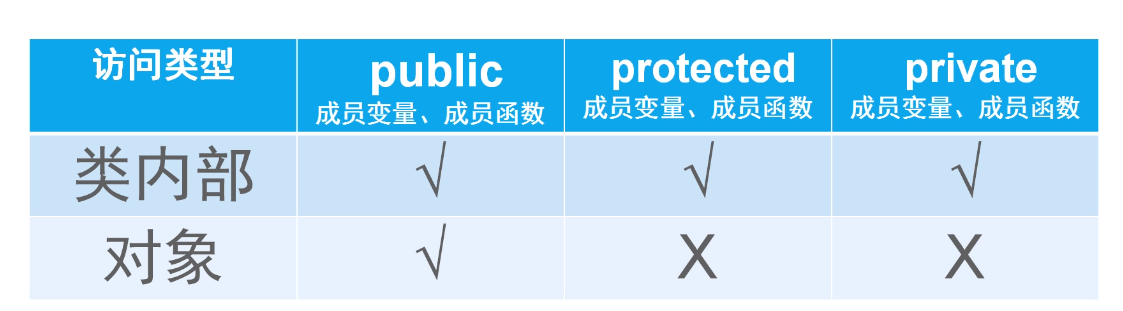 访问类型 public protected private
成员变量、成员函数 成员变量、成员函数 成员变量、成员函数
类内部 √ √ √
对象 √ X X